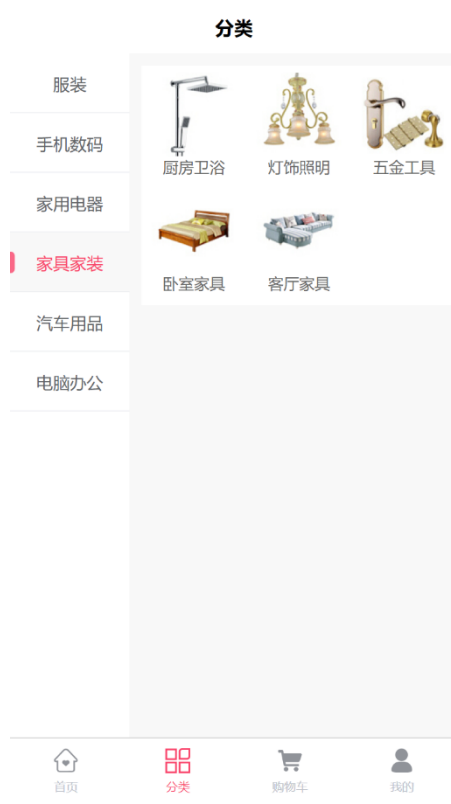 分类
服装
手机数码
家用电器
家具家装
汽车用品
电脑办公
厨房卫浴 灯饰照明 五金工具
卧室家具 客厅家具
首页 分类 购物车 我的